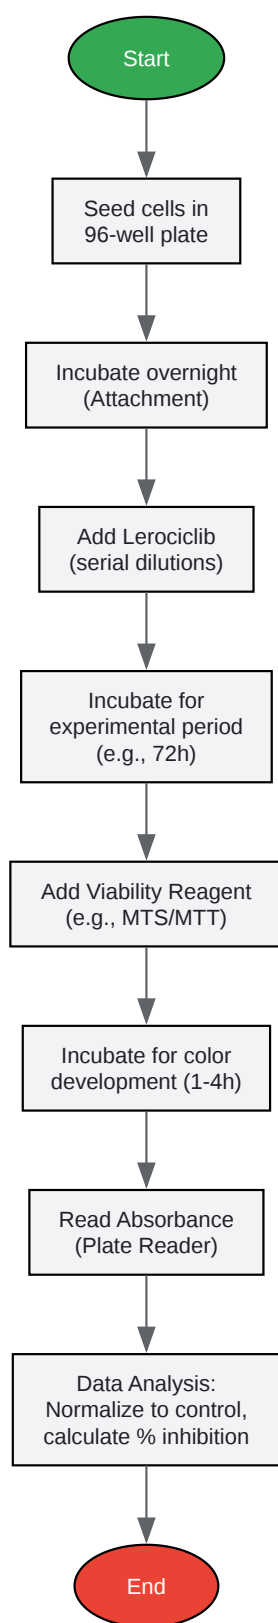 Start
Seed cells in
96-well plate
Incubate overnight
(Attachment)
Add Lerociclib
(serial dilutions)
Incubate for
experimental period
(e.g., 72h)
Add Viability Reagent
(e.g., MTS/MTT)
Incubate for color
development (1-4h)
Read Absorbance
(Plate Reader)
Data Analysis:
Normalize to control,
calculate % inhibition
End